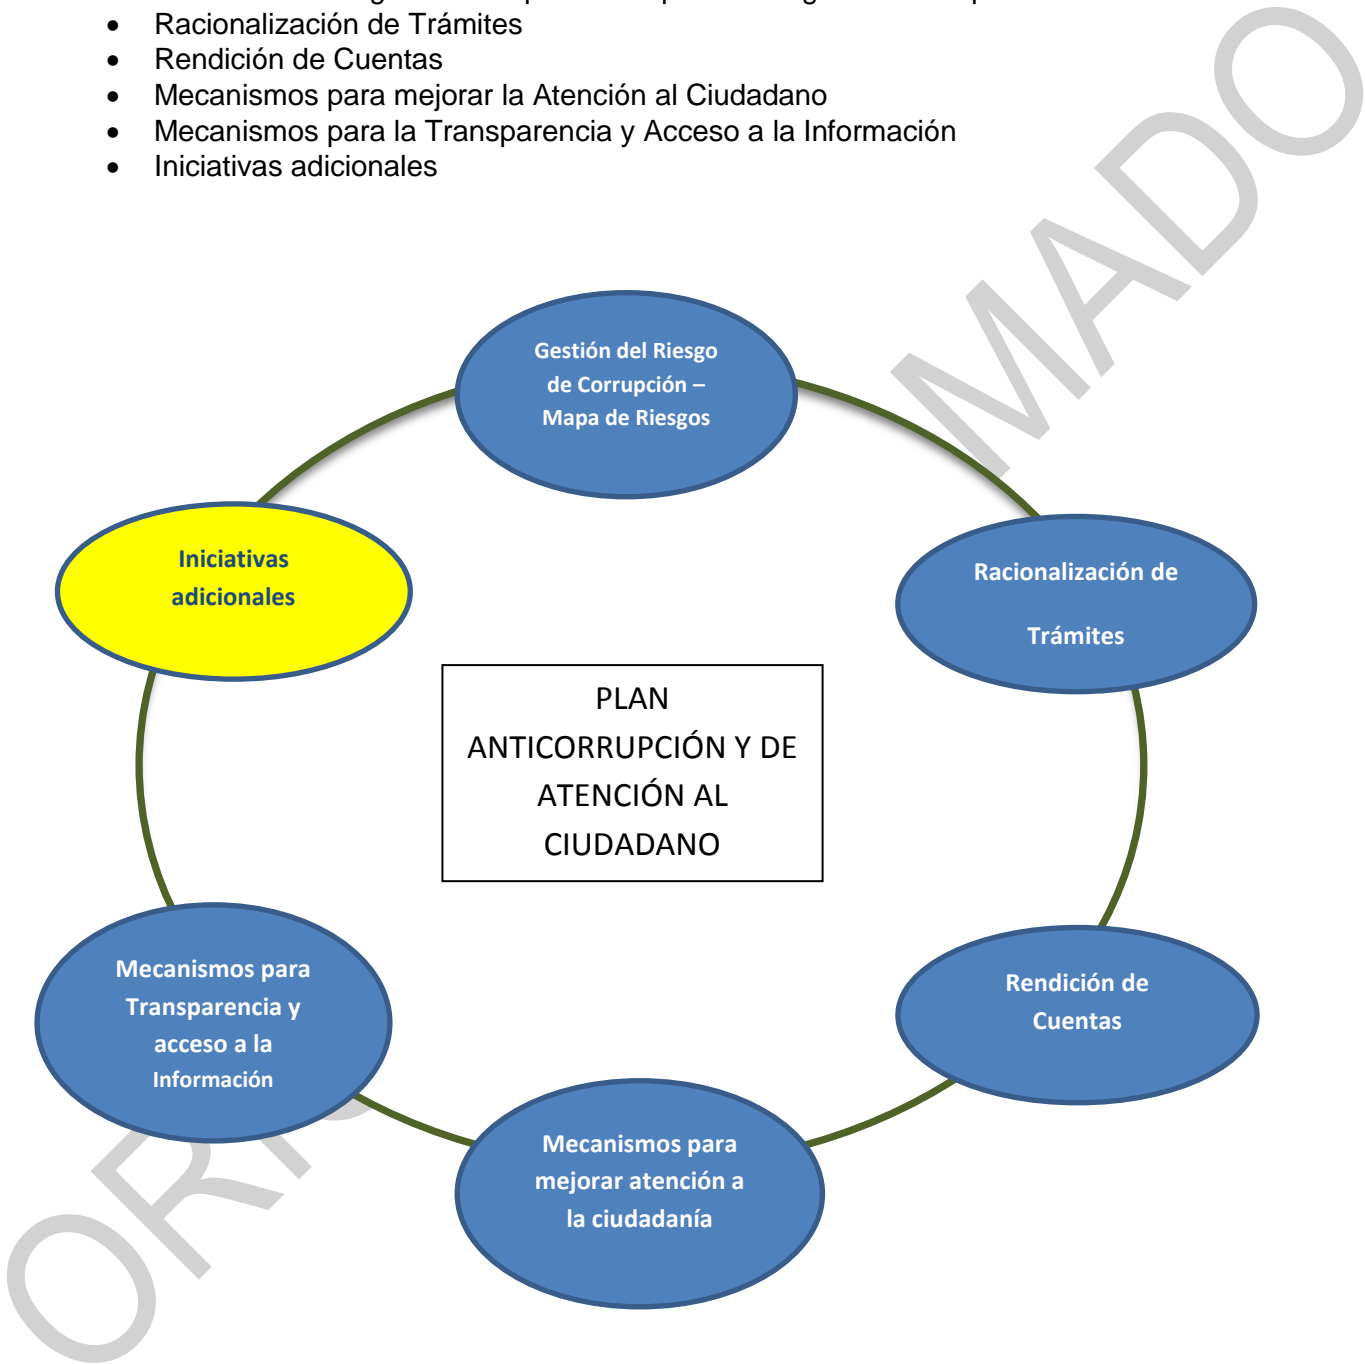 • Racionalización de Trámites
• Rendición de Cuentas
• Mecanismos para mejorar la Atención al Ciudadano
• Mecanismos para la Transparencia y Acceso a la Información
• Iniciativas adicionales
Gestión del Riesgo
de Corrupción –
Mapa de Riesgos
Iniciativas
adicionales
Racionalización de
Trámites
PLAN
ANTICORRUPCIÓN Y DE
ATENCIÓN AL
CIUDADANO
Mecanismos para
Transparencia y
acceso a la
Información
Rendición de
Cuentas
Mecanismos para
mejorar atención a
la ciudadanía
MADO